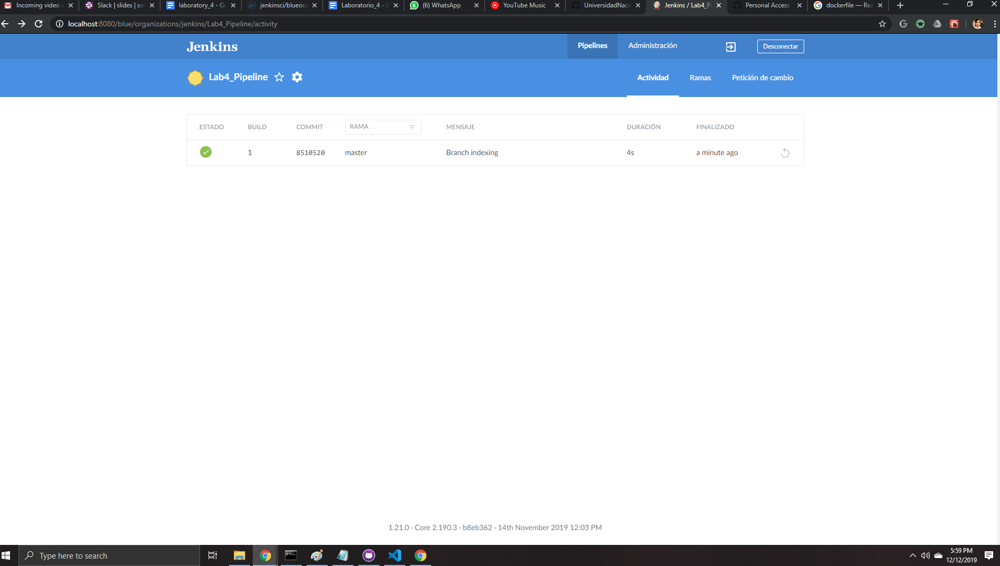 Incoming video c
Slack | slides | so
laboratory_4 - Go
jenkinsci/blueoce
Laboratorio_4 - G
(6) WhatsApp
YouTube Music
UniversidadNaci
Jenkins / Lab4_Pi
Personal Access
dockerfile — Rea
localhost:8080/blue/organizations/jenkins/Lab4_Pipeline/activity
Jenkins
Pipelines
Administración
Desconectar
Lab4_Pipeline
Actividad
Ramas
Petición de cambio
ESTADO BUILD COMMIT RAMA MENSAJE DURACIÓN FINALIZADO
1 8510520 master Branch indexing 4s a minute ago
1.21.0 · Core 2.190.3 · b8eb362 · 14th November 2019 12:03 PM
Type here to search
5:59 PM
12/12/2019